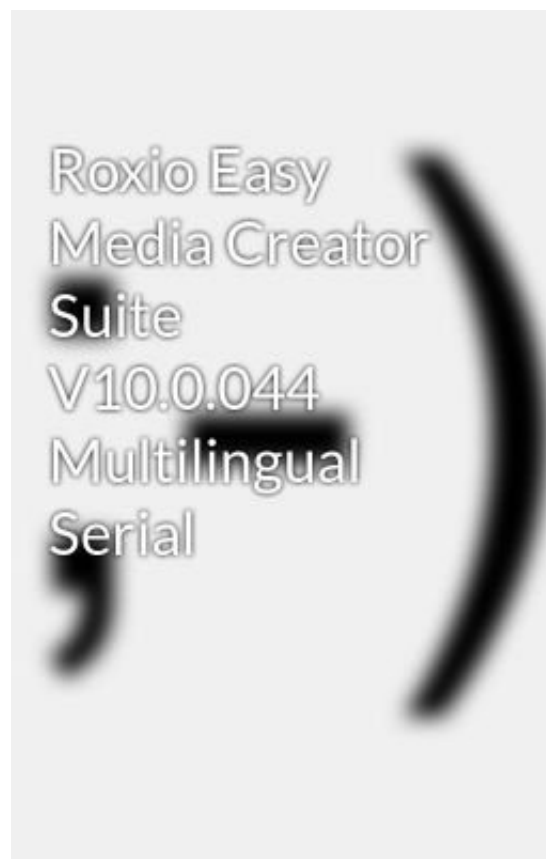 Roxio Easy
Media Creator
Suite
V10.0.044
Multilingual
Serial
;-)